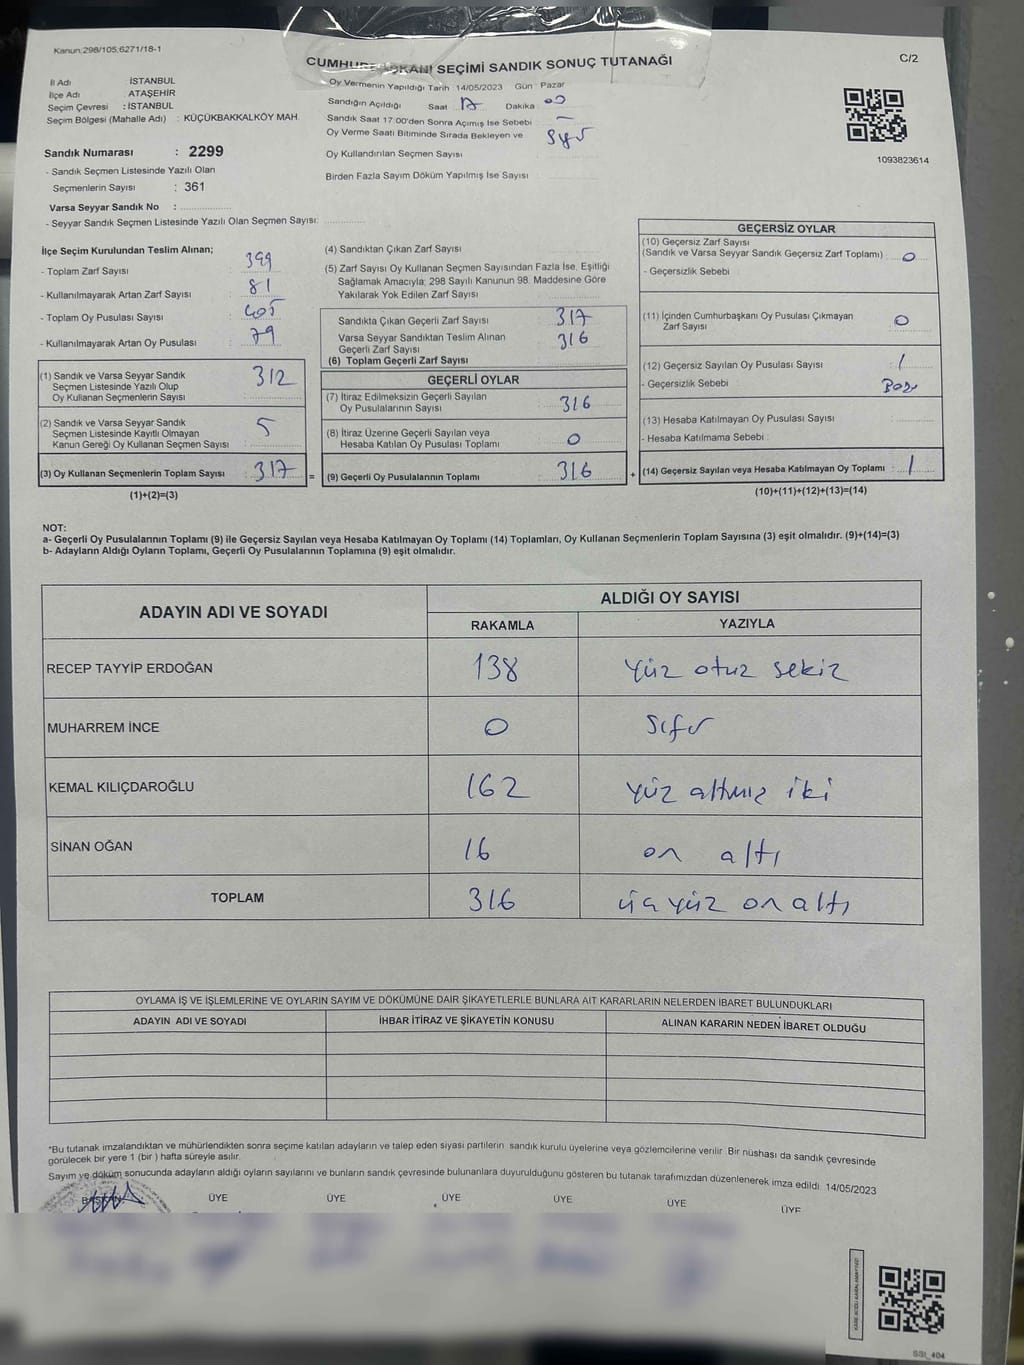 Kanun:298/105;6271/18-1
C/2
CUMHURBAŞKANI SEÇİMİ SANDIK SONUÇ TUTANAĞI
İl Adı İSTANBUL
İlçe Adı ATAŞEHİR
Seçim Çevresi : İSTANBUL
Seçim Bölgesi (Mahalle Adı) : KÜÇÜKBAKKALKÖY MAH.
Sandık Numarası : 2299
- Sandık Seçmen Listesinde Yazılı Olan
Seçmenlerin Sayısı : 361
Varsa Seyyar Sandık No :
- Seyyar Sandık Seçmen Listesinde Yazılı Olan Seçmen Sayısı:
Oy Vermenin Yapıldığı Tarih 14/05/2023 Gün : Pazar
Sandığın Açıldığı Saat 17 Dakika 00
Sandık Saat 17:00'den Sonra Açımış İse Sebebi —
Oy Verme Saati Bitiminde Sırada Bekleyen ve
Oy Kullandırılan Seçmen Sayısı sıfır
Birden Fazla Sayım Döküm Yapılmış İse Sayısı
1093823614
İlçe Seçim Kurulundan Teslim Alınan;
- Toplam Zarf Sayısı 399
- Kullanılmayarak Artan Zarf Sayısı 81
- Toplam Oy Pusulası Sayısı 405
- Kullanılmayarak Artan Oy Pusulası 79
(1) Sandık ve Varsa Seyyar Sandık
Seçmen Listesinde Yazılı Olup
Oy Kullanan Seçmenlerin Sayısı 312
(2) Sandık ve Varsa Seyyar Sandık
Seçmen Listesinde Kayıtlı Olmayan
Kanun Gereği Oy Kullanan Seçmen Sayısı 5
(3) Oy Kullanan Seçmenlerin Toplam Sayısı 317 =
(1)+(2)=(3)
(4) Sandıktan Çıkan Zarf Sayısı
(5) Zarf Sayısı Oy Kullanan Seçmen Sayısından Fazla İse, Eşitliği
Sağlamak Amacıyla; 298 Sayılı Kanunun 98. Maddesine Göre
Yakılarak Yok Edilen Zarf Sayısı
Sandıkta Çıkan Geçerli Zarf Sayısı 317
Varsa Seyyar Sandıktan Teslim Alınan
Geçerli Zarf Sayısı 316
(6) Toplam Geçerli Zarf Sayısı
GEÇERLİ OYLAR
(7) İtiraz Edilmeksizin Geçerli Sayılan
Oy Pusulalarının Sayısı 316
(8) İtiraz Üzerine Geçerli Sayılan veya
Hesaba Katılan Oy Pusulası Toplamı 0
(9) Geçerli Oy Pusulalarının Toplamı 316 +
GEÇERSİZ OYLAR
(10) Geçersiz Zarf Sayısı
(Sandık ve Varsa Seyyar Sandık Geçersiz Zarf Toplamı) 0
- Geçersizlik Sebebi :
(11) İçinden Cumhurbaşkanı Oy Pusulası Çıkmayan
Zarf Sayısı 0
(12) Geçersiz Sayılan Oy Pusulası Sayısı : 1
- Geçersizlik Sebebi :
(13) Hesaba Katılmayan Oy Pusulası Sayısı
- Hesaba Katılmama Sebebi :
(14) Geçersiz Sayılan veya Hesaba Katılmayan Oy Toplamı : 1
(10)+(11)+(12)+(13)=(14)
NOT:
a- Geçerli Oy Pusulalarının Toplamı (9) ile Geçersiz Sayılan veya Hesaba Katılmayan Oy Toplamı (14) Toplamları, Oy Kullanan Seçmenlerin Toplam Sayısına (3) eşit olmalıdır. (9)+(14)=(3)
b- Adayların Aldığı Oyların Toplamı, Geçerli Oy Pusulalarının Toplamına (9) eşit olmalıdır.
ADAYIN ADI VE SOYADI ALDIĞI OY SAYISI
RAKAMLA YAZIYLA
RECEP TAYYİP ERDOĞAN 138 Yüz otuz sekiz
MUHARREM İNCE 0 Sıfır
KEMAL KILIÇDAROĞLU 162 yüz altmış iki
SİNAN OĞAN 16 on altı
TOPLAM 316 üç yüz on altı
OYLAMA İŞ VE İŞLEMLERİNE VE OYLARIN SAYIM VE DÖKÜMÜNE DAİR ŞİKAYETLERLE BUNLARA AİT KARARLARIN NELERDEN İBARET BULUNDUKLARI
ADAYIN ADI VE SOYADI İHBAR İTİRAZ VE ŞİKAYETİN KONUSU ALINAN KARARIN NEDEN İBARET OLDUĞU
*Bu tutanak imzalandıktan ve mühürlendikten sonra seçime katılan adayların ve talep eden siyasi partilerin sandık kurulu üyelerine veya gözlemcilerine verilir. Bir nüshası da sandık çevresinde
görülecek bir yere 1 (bir ) hafta süreyle asılır.
Sayım ve döküm sonucunda adayların aldığı oyların sayılarını ve bunların sandık çevresinde bulunanlara duyurulduğunu gösteren bu tutanak tarafımızdan düzenlenerek imza edildi. 14/05/2023
BAŞKAN ÜYE ÜYE ÜYE ÜYE ÜYE ÜYE
KARE KODU KARALAMAYINIZ!
SSI_404